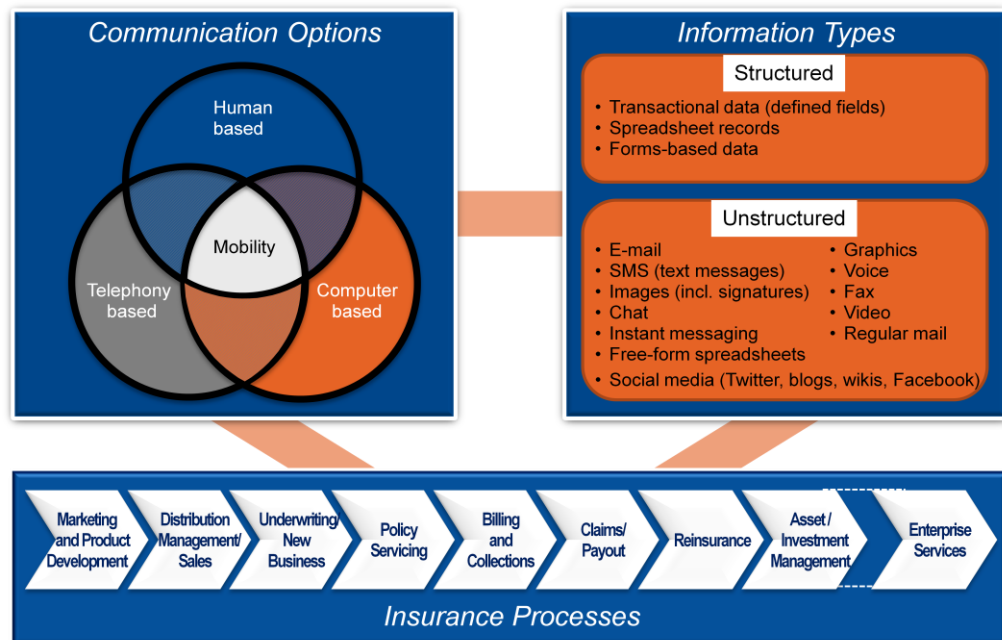 Communication Options
Human
based
Mobility
Telephony
based
Computer
based
Information Types
Structured
• Transactional data (defined fields)
• Spreadsheet records
• Forms-based data
Unstructured
• E-mail
• SMS (text messages)
• Images (incl. signatures)
• Chat
• Instant messaging
• Free-form spreadsheets
• Social media (Twitter, blogs, wikis, Facebook)
• Graphics
• Voice
• Fax
• Video
• Regular mail
Marketing
and Product
Development
Distribution
Management/
Sales
Underwriting/
New
Business
Policy
Servicing
Billing
and
Collections
Claims/
Payout
Reinsurance
Asset /
Investment
Management
Enterprise
Services
Insurance Processes